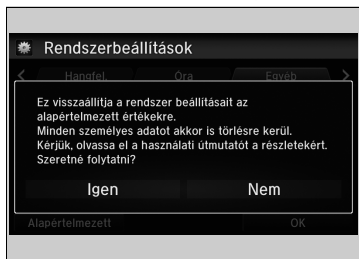 Rendszerbeállítások
Hangfel. Óra Egyéb
Ez visszaállítja a rendszer beállításait az
alapértelmezett értékekre.
Minden személyes adatot akkor is törlésre kerül.
Kérjük, olvassa el a használati útmutatót a részletekért.
Szeretné folytatni?
Igen Nem
Alapértelmezett OK